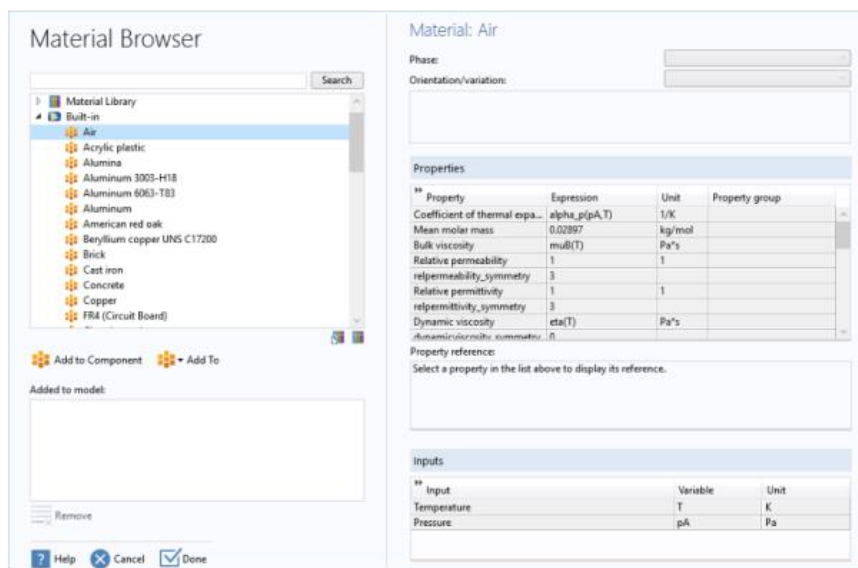 Material Browser
Search
Material Library
Built-in
Air
Acrylic plastic
Alumina
Aluminum 3003-H18
Aluminum 6063-T83
Aluminum
American red oak
Beryllium copper UNS C17200
Brick
Cast iron
Concrete
Copper
FR4 (Circuit Board)
Add to Component Add To
Added to model:
Remove
Help Cancel Done
Material: Air
Phase:
Orientation/variation:
Properties
Property Expression Unit Property group
Coefficient of thermal expa... alpha_p(pA,T) 1/K
Mean molar mass 0.02897 kg/mol
Bulk viscosity muB(T) Pa*s
Relative permeability 1 1
relpermeability_symmetry 3
Relative permittivity 1 1
relpermittivity_symmetry 3
Dynamic viscosity eta(T) Pa*s
dynamicviscosity_symmetry 0
Property reference:
Select a property in the list above to display its reference.
Inputs
Input Variable Unit
Temperature T K
Pressure pA Pa